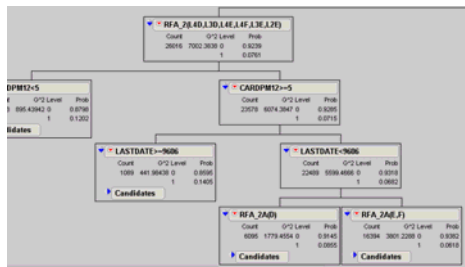 RFA_2(L4D,L3D,L4E,L4F,L3E,L2E)
Count G^2 Level Prob
28016 7002.3638 0 0.9239
1 0.0761
DPM12<5
G^2 Level Prob
895.43942 0 0.8798
1 0.1202
didates
CARDPM12>=5
Count G^2 Level Prob
23578 6074.3847 0 0.9285
1 0.0715
LASTDATE>=9606
Count G^2 Level Prob
1089 441.98438 0 0.8595
1 0.1405
Candidates
LASTDATE<9606
Count G^2 Level Prob
22489 5599.4666 0 0.9318
1 0.0682
RFA_2A(D)
Count G^2 Level Prob
6095 1779.4554 0 0.9145
1 0.0855
Candidates
RFA_2A(E,F)
Count G^2 Level Prob
16394 3801.2288 0 0.9382
1 0.0618
Candidates